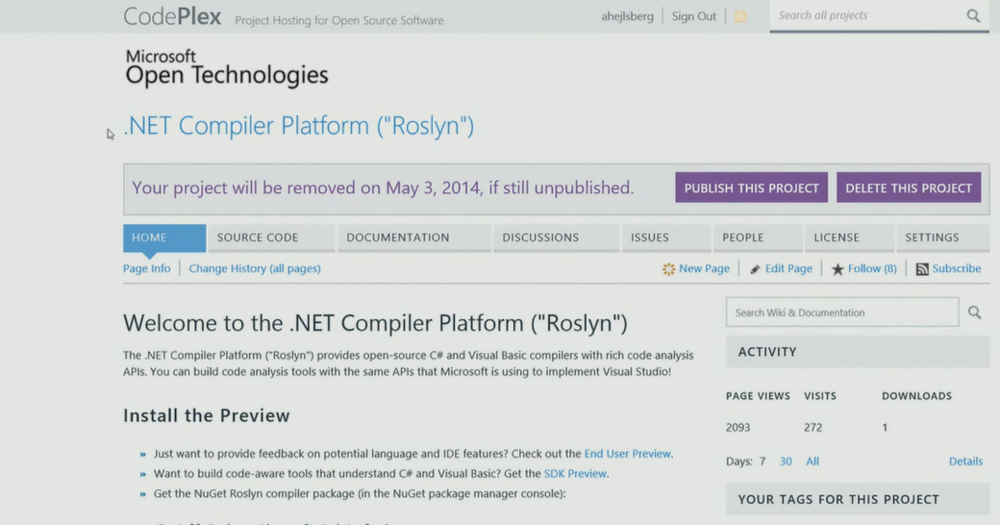 CodePlex Project Hosting for Open Source Software
ahejlsberg Sign Out
Search all projects
Microsoft
Open Technologies
.NET Compiler Platform ("Roslyn")
Your project will be removed on May 3, 2014, if still unpublished.
PUBLISH THIS PROJECT
DELETE THIS PROJECT
HOME SOURCE CODE DOCUMENTATION DISCUSSIONS ISSUES PEOPLE LICENSE SETTINGS
Page Info Change History (all pages)
New Page Edit Page Follow (8) Subscribe
Welcome to the .NET Compiler Platform ("Roslyn")
The .NET Compiler Platform ("Roslyn") provides open-source C# and Visual Basic compilers with rich code analysis
APIs. You can build code analysis tools with the same APIs that Microsoft is using to implement Visual Studio!
Install the Preview
» Just want to provide feedback on potential language and IDE features? Check out the End User Preview.
» Want to build code-aware tools that understand C# and Visual Basic? Get the SDK Preview.
» Get the NuGet Roslyn compiler package (in the NuGet package manager console):
Search Wiki & Documentation
ACTIVITY
PAGE VIEWS VISITS DOWNLOADS
2093 272 1
Days: 7 30 All Details
YOUR TAGS FOR THIS PROJECT